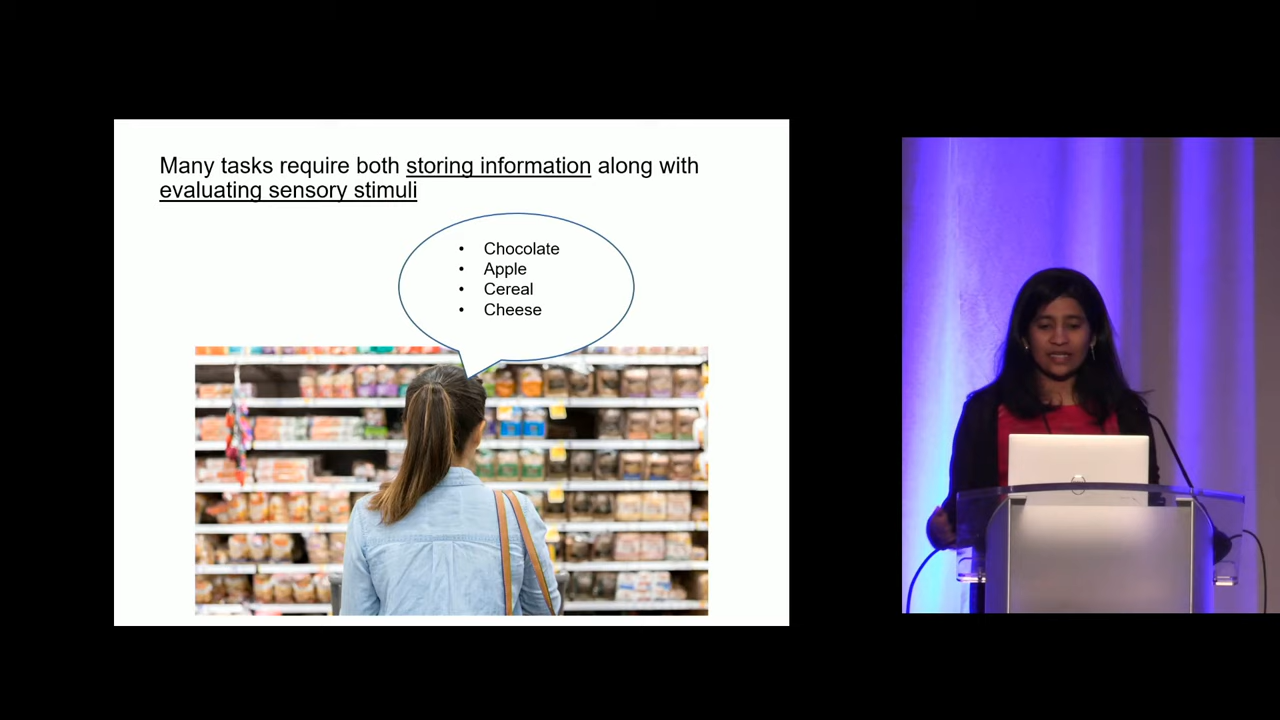 Many tasks require both storing information along with
evaluating sensory stimuli
• Chocolate
• Apple
• Cereal
• Cheese